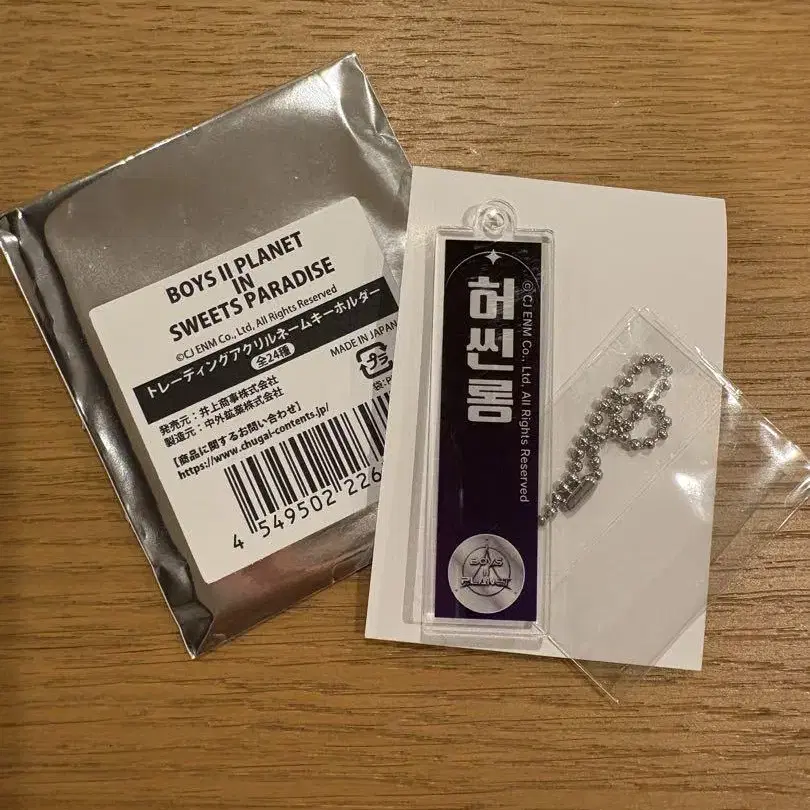 BOYS II PLANET
IN
SWEETS PARADISE
©CJ ENM Co., Ltd, All Rights Reserved
トレーディングアクリルネームキーホルダー
全24種
MADE IN JAPAN
プラ
発売元:井上商事株式会社
製造元:中外鉱業株式会社
【商品に関するお問い合わせ】
https://www.chugai-contents.jp/
4 549502 226
허씬롱
©CJ ENM Co., Ltd, All Rights Reserved
BOYS
II
PLANET